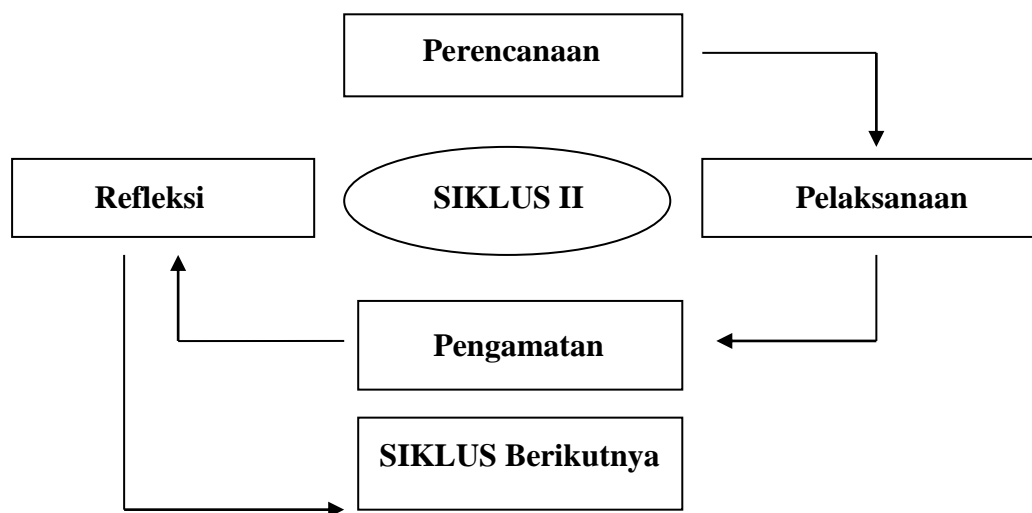 Perencanaan
Refleksi
SIKLUS II
Pelaksanaan
Pengamatan
SIKLUS Berikutnya